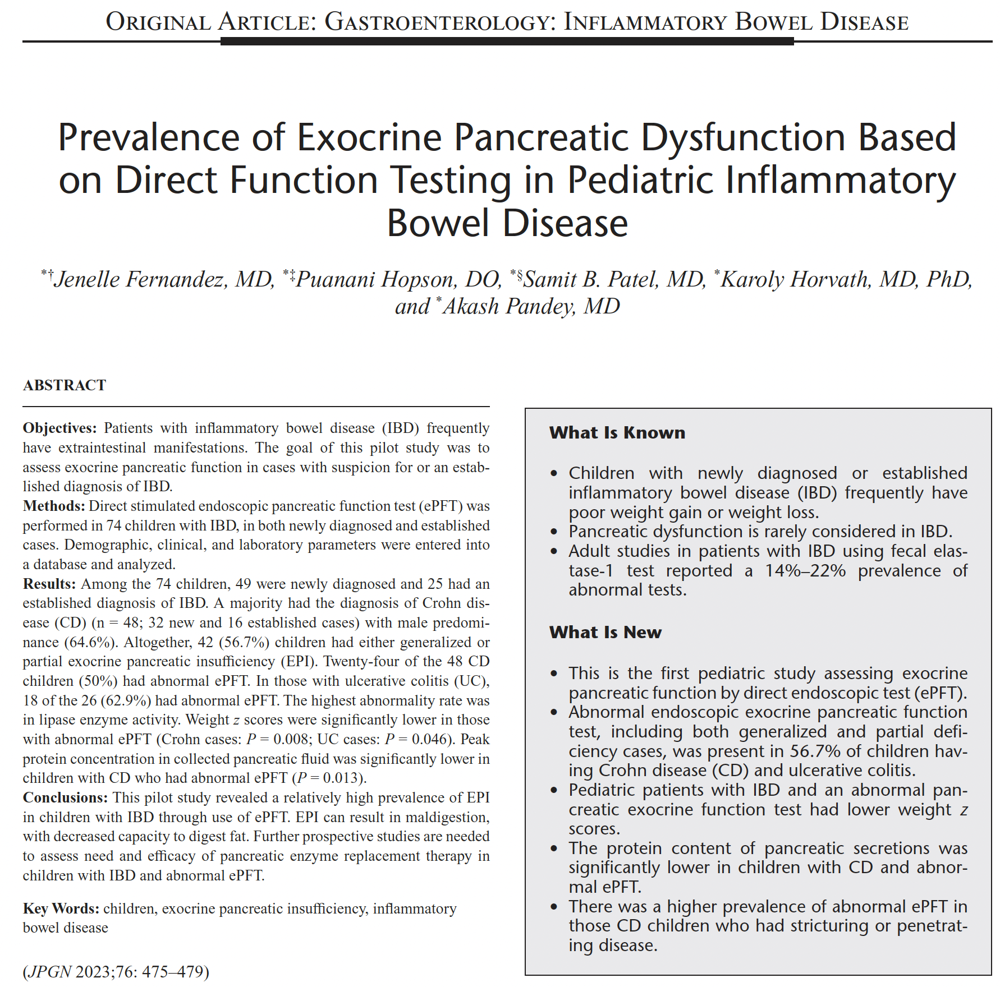 ORIGINAL ARTICLE: GASTROENTEROLOGY: INFLAMMATORY BOWEL DISEASE
Prevalence of Exocrine Pancreatic Dysfunction Based
on Direct Function Testing in Pediatric Inflammatory
Bowel Disease
*†Jenelle Fernandez, MD, *‡Puanani Hopson, DO, *§Samit B. Patel, MD, *Karoly Horvath, MD, PhD,
and *Akash Pandey, MD
ABSTRACT
Objectives: Patients with inflammatory bowel disease (IBD) frequently
have extraintestinal manifestations. The goal of this pilot study was to
assess exocrine pancreatic function in cases with suspicion for or an estab-
lished diagnosis of IBD.
Methods: Direct stimulated endoscopic pancreatic function test (ePFT) was
performed in 74 children with IBD, in both newly diagnosed and established
cases. Demographic, clinical, and laboratory parameters were entered into
a database and analyzed.
Results: Among the 74 children, 49 were newly diagnosed and 25 had an
established diagnosis of IBD. A majority had the diagnosis of Crohn dis-
ease (CD) (n = 48; 32 new and 16 established cases) with male predomi-
nance (64.6%). Altogether, 42 (56.7%) children had either generalized or
partial exocrine pancreatic insufficiency (EPI). Twenty-four of the 48 CD
children (50%) had abnormal ePFT. In those with ulcerative colitis (UC),
18 of the 26 (62.9%) had abnormal ePFT. The highest abnormality rate was
in lipase enzyme activity. Weight z scores were significantly lower in those
with abnormal ePFT (Crohn cases: P = 0.008; UC cases: P = 0.046). Peak
protein concentration in collected pancreatic fluid was significantly lower in
children with CD who had abnormal ePFT (P = 0.013).
Conclusions: This pilot study revealed a relatively high prevalence of EPI
in children with IBD through use of ePFT. EPI can result in maldigestion,
with decreased capacity to digest fat. Further prospective studies are needed
to assess need and efficacy of pancreatic enzyme replacement therapy in
children with IBD and abnormal ePFT.
Key Words: children, exocrine pancreatic insufficiency, inflammatory
bowel disease
(JPGN 2023;76: 475–479)
What Is Known
• Children with newly diagnosed or established
inflammatory bowel disease (IBD) frequently have
poor weight gain or weight loss.
• Pancreatic dysfunction is rarely considered in IBD.
• Adult studies in patients with IBD using fecal elas-
tase-1 test reported a 14%–22% prevalence of
abnormal tests.
What Is New
• This is the first pediatric study assessing exocrine
pancreatic function by direct endoscopic test (ePFT).
• Abnormal endoscopic exocrine pancreatic function
test, including both generalized and partial defi-
ciency cases, was present in 56.7% of children hav-
ing Crohn disease (CD) and ulcerative colitis.
• Pediatric patients with IBD and an abnormal pan-
creatic exocrine function test had lower weight z
scores.
• The protein content of pancreatic secretions was
significantly lower in children with CD and abnor-
mal ePFT.
• There was a higher prevalence of abnormal ePFT in
those CD children who had stricturing or penetrat-
ing disease.